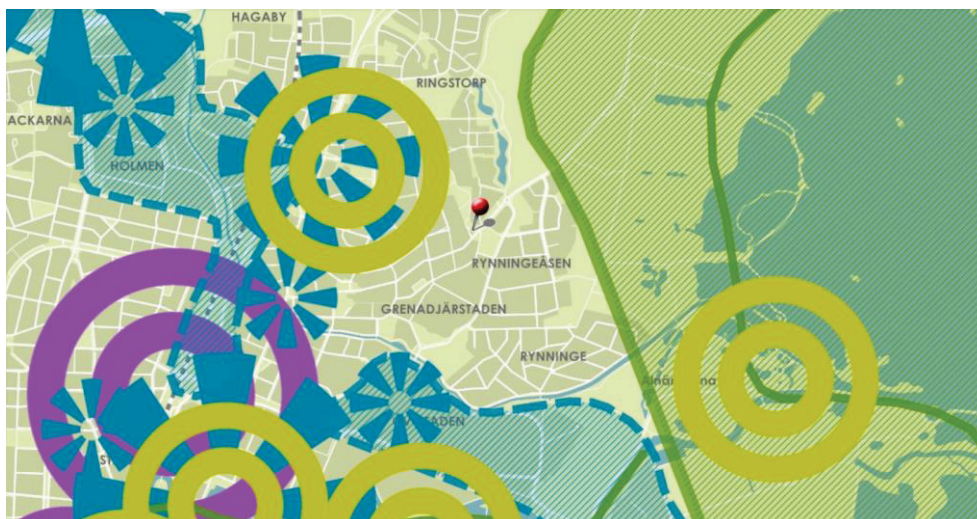 HAGABY
RINGSTORP
ACKARNA
HOLMEN
RYNNINGEÅSEN
GRENADJÄRSTADEN
RYNNINGE